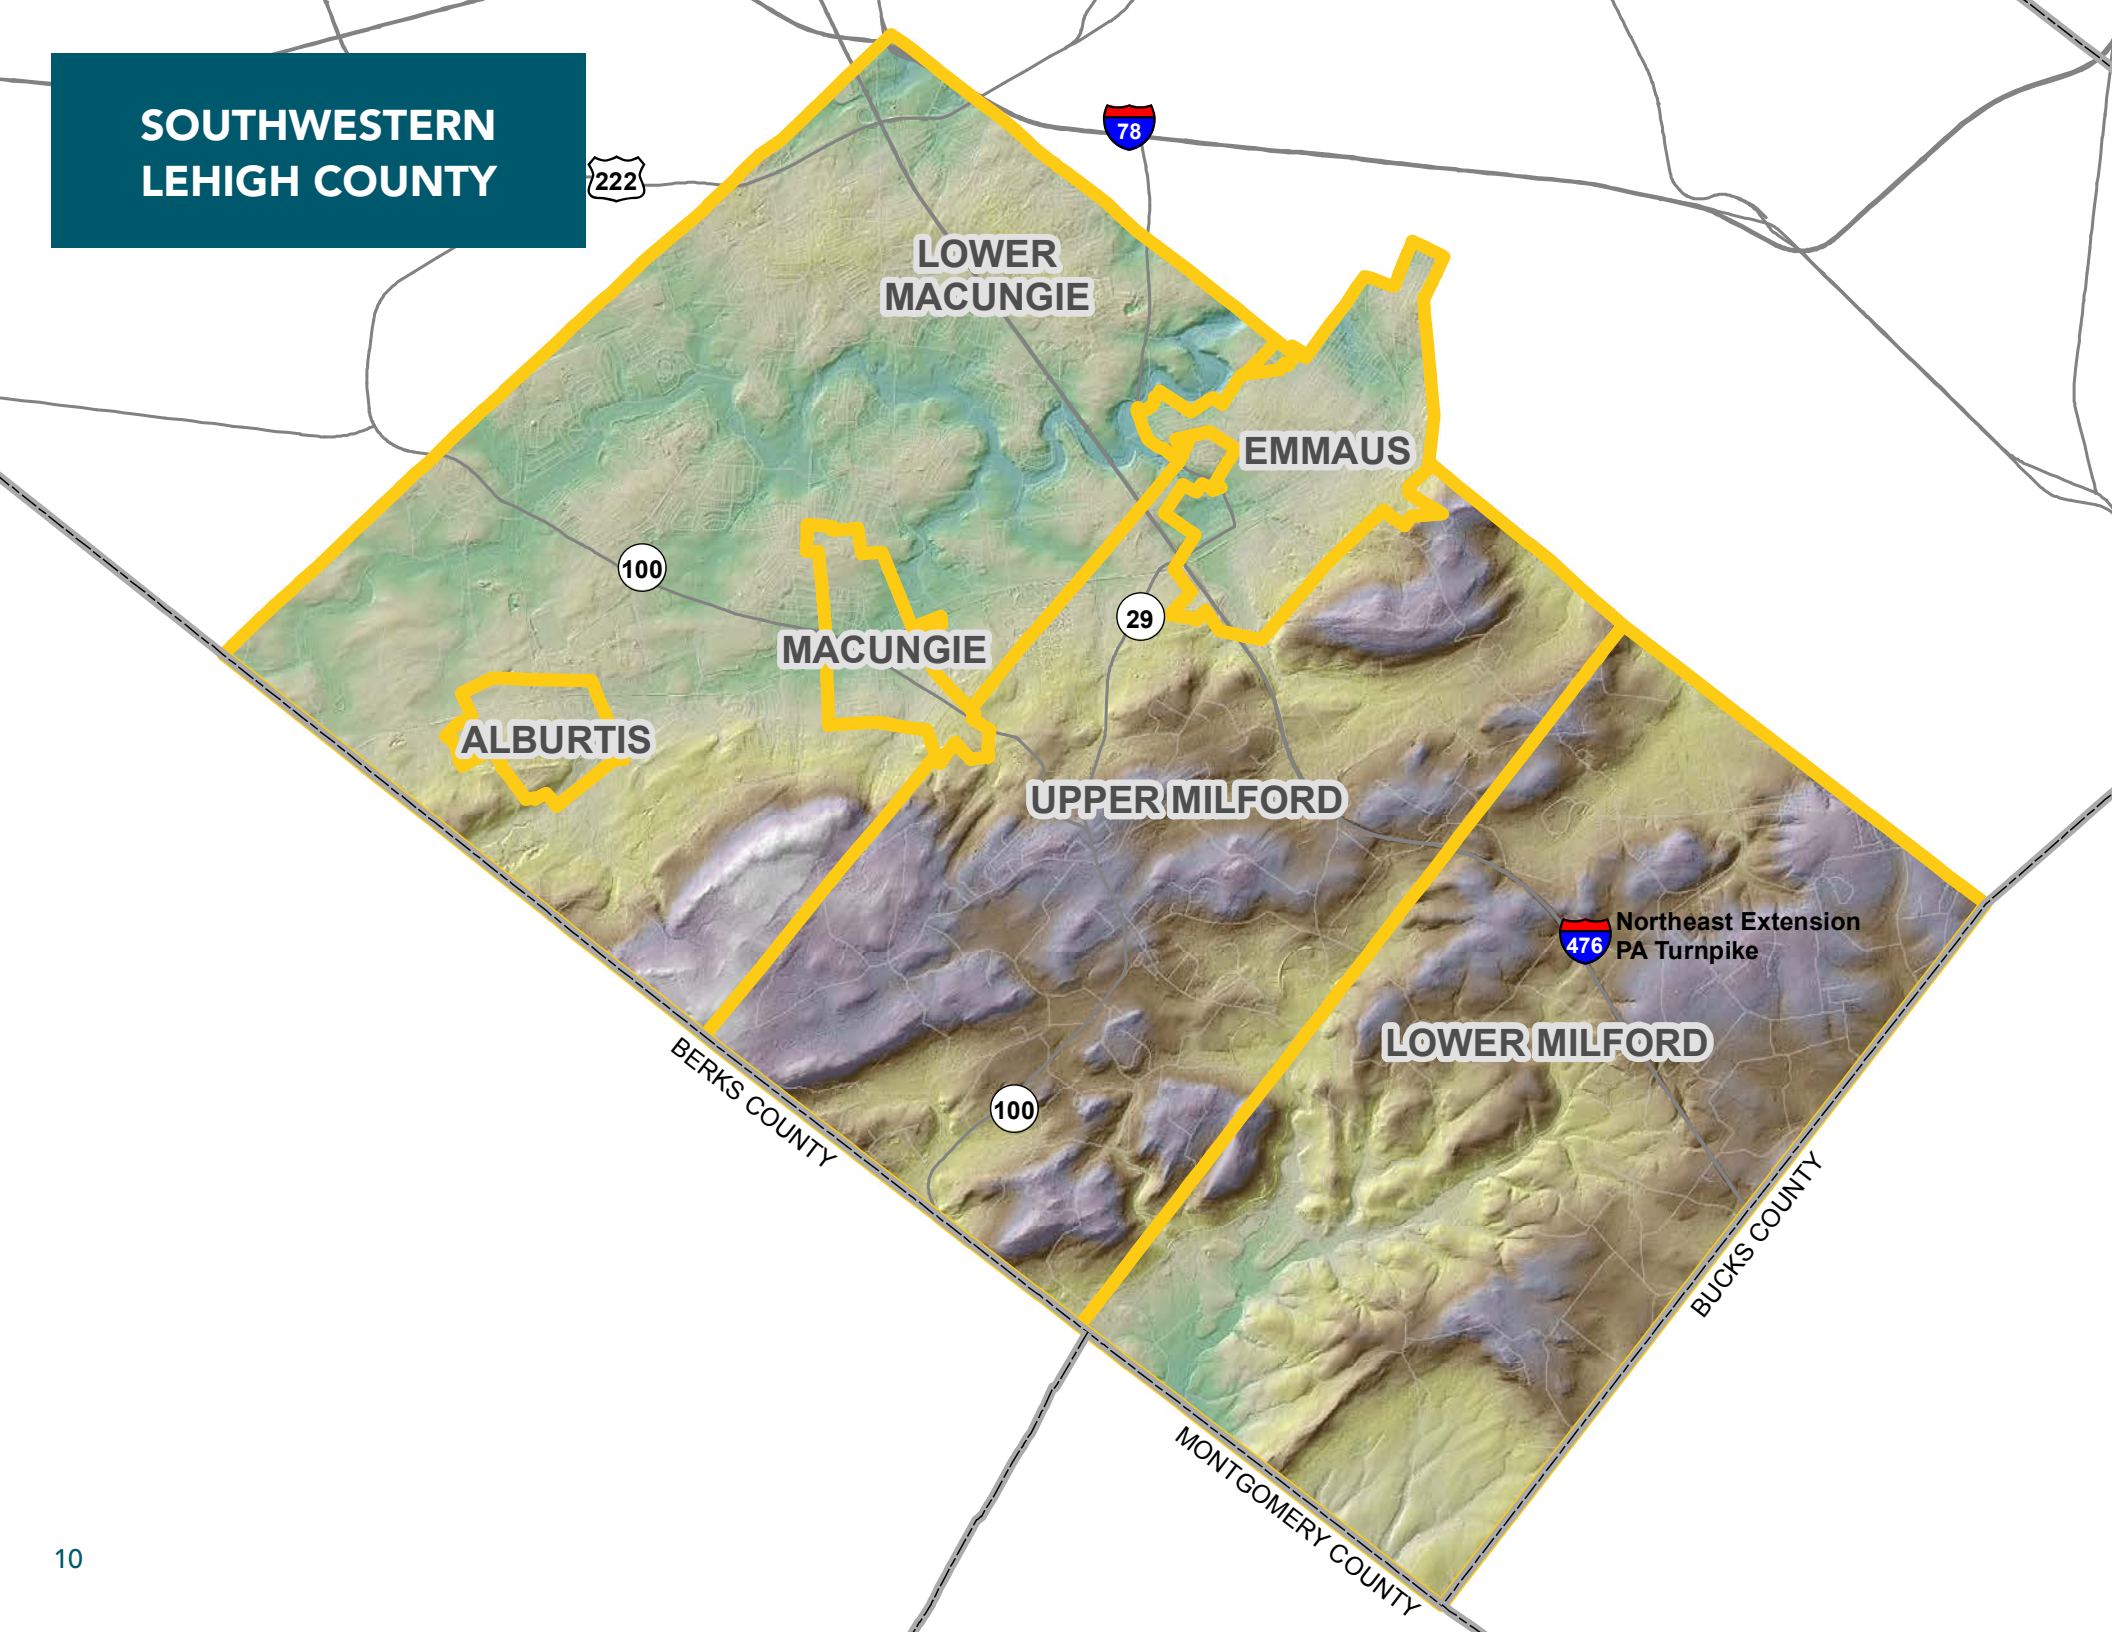 SOUTHWESTERN
LEHIGH COUNTY
78
222
LOWER
MACUNGIE
EMMAUS
100
29
MACUNGIE
ALBURTIS
UPPER MILFORD
Northeast Extension
476
PA Turnpike
LOWER MILFORD
BERKS COUNTY
100
BUCKS COUNTY
MONTGOMERY COUNTY
10